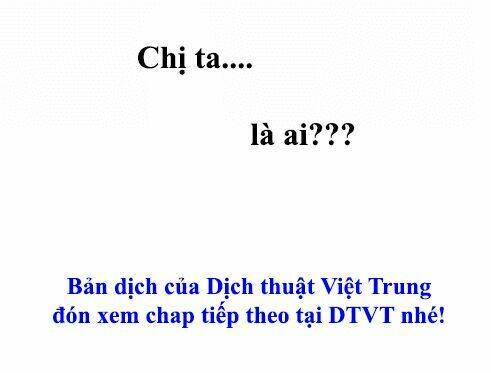 Chị ta....
là ai???
Bản dịch của Dịch thuật Việt Trung
đón xem chap tiếp theo tại DTVT nhé!